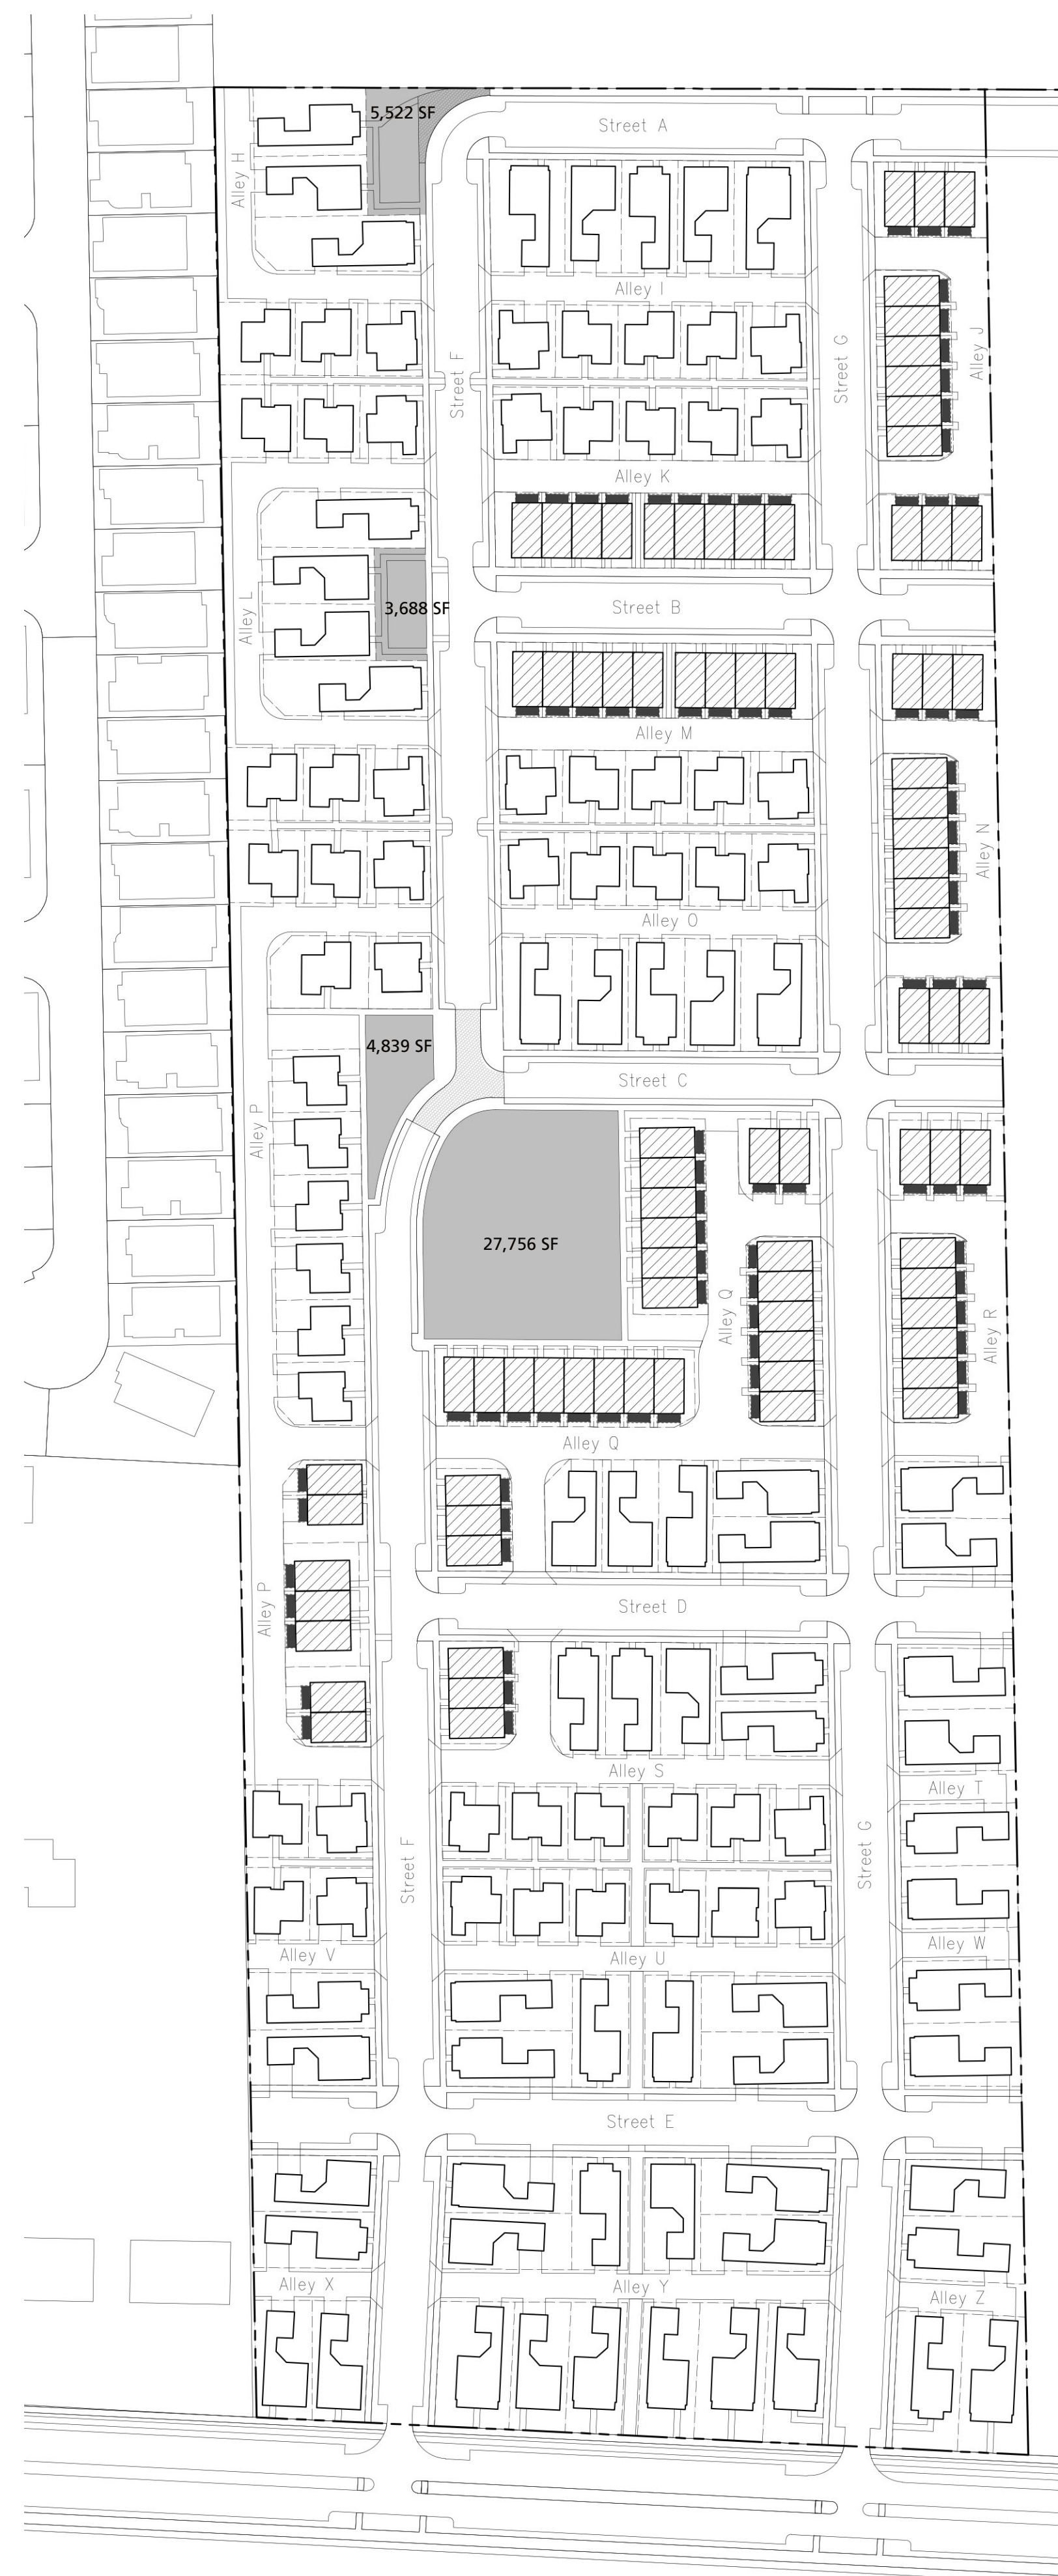 5,522 SF
Street A
Alley H
Alley I
Street F
Street G
Alley J
Alley K
3,688 SF
Alley L
Street B
Alley M
Alley N
Alley O
4,839 SF
Street C
Alley P
27,756 SF
Alley Q
Alley R
Alley Q
Alley P
Street D
Alley S
Alley T
Street F
Street G
Alley V
Alley U
Alley W
Street E
Alley X
Alley Y
Alley Z